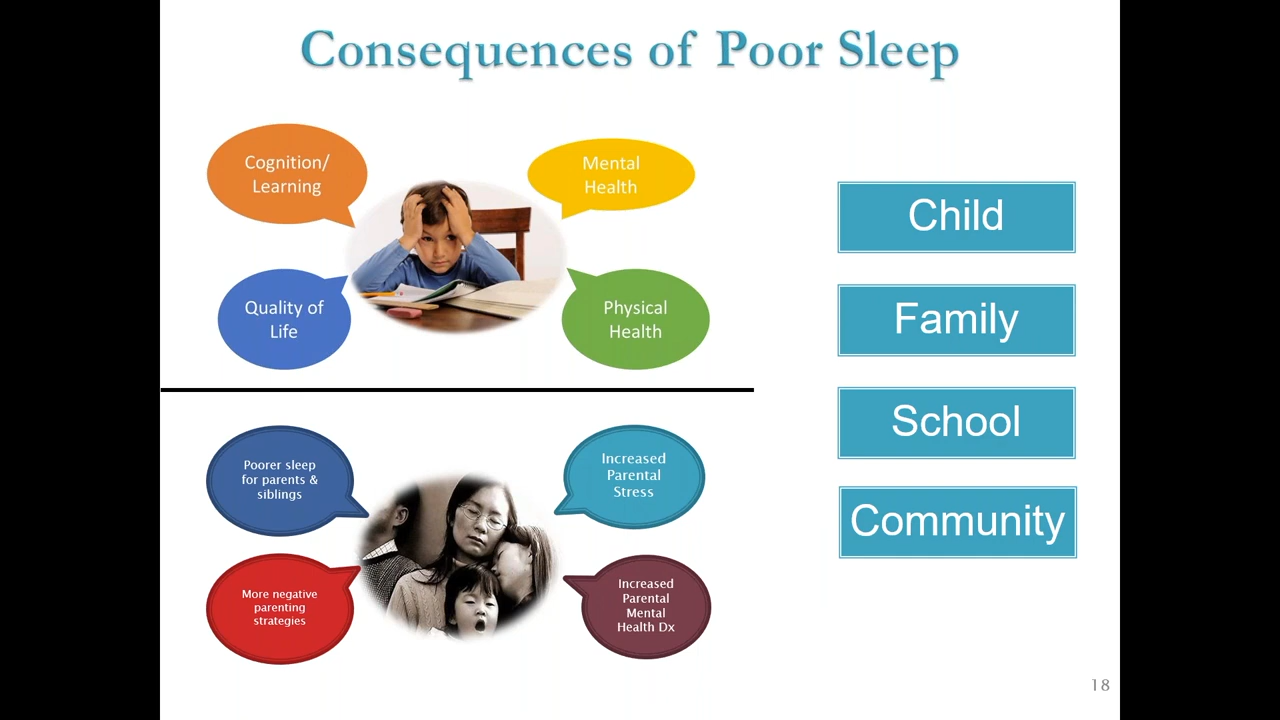 Consequences of Poor Sleep
Cognition/
Learning
Mental
Health
Quality of
Life
Physical
Health
Poorer sleep
for parents &
siblings
Increased
Parental
Stress
More negative
parenting
strategies
Increased
Parental
Mental
Health Dx
Child
Family
School
Community
18